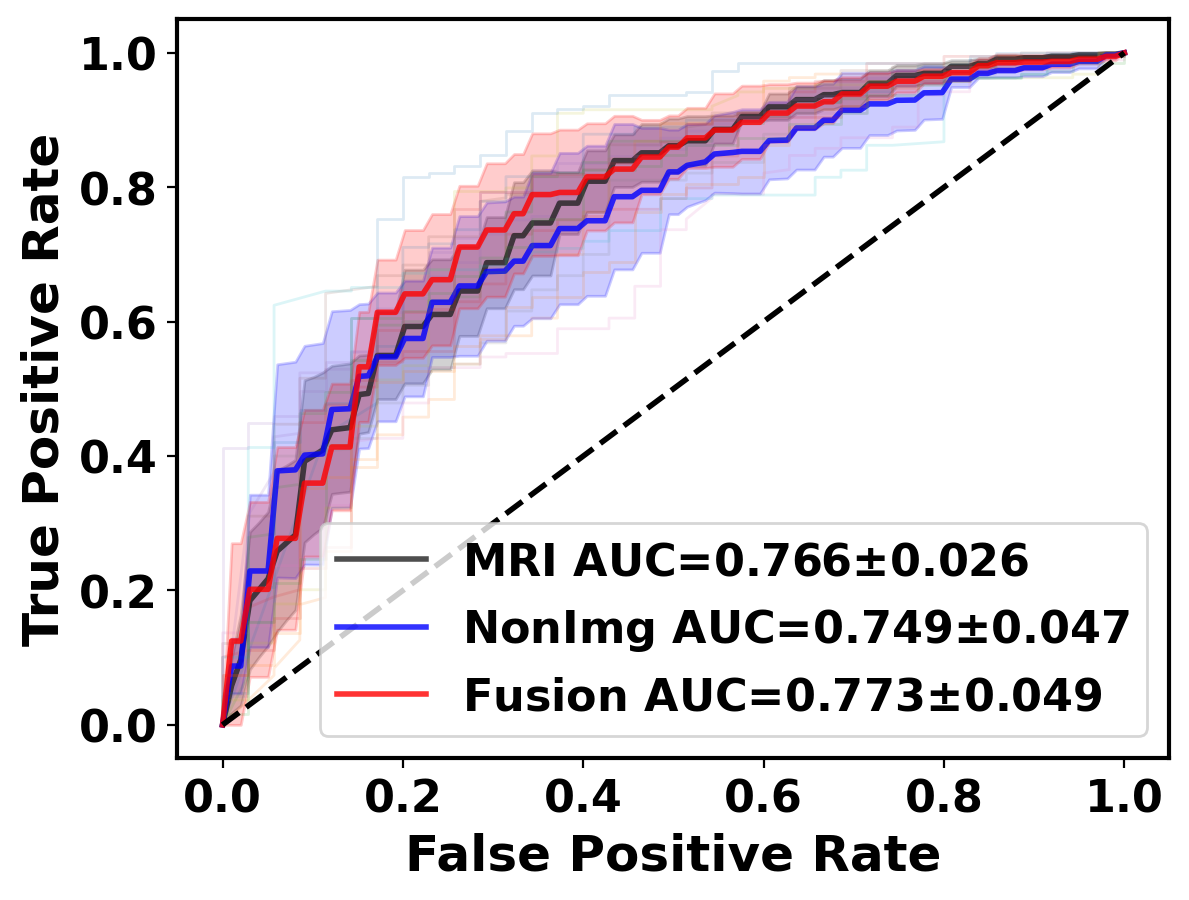 1.0
0.8
0.6
0.4
0.2
0.0
True Positive Rate
MRI AUC=0.766±0.026
NonImg AUC=0.749±0.047
Fusion AUC=0.773±0.049
0.0 0.2 0.4 0.6 0.8 1.0
False Positive Rate